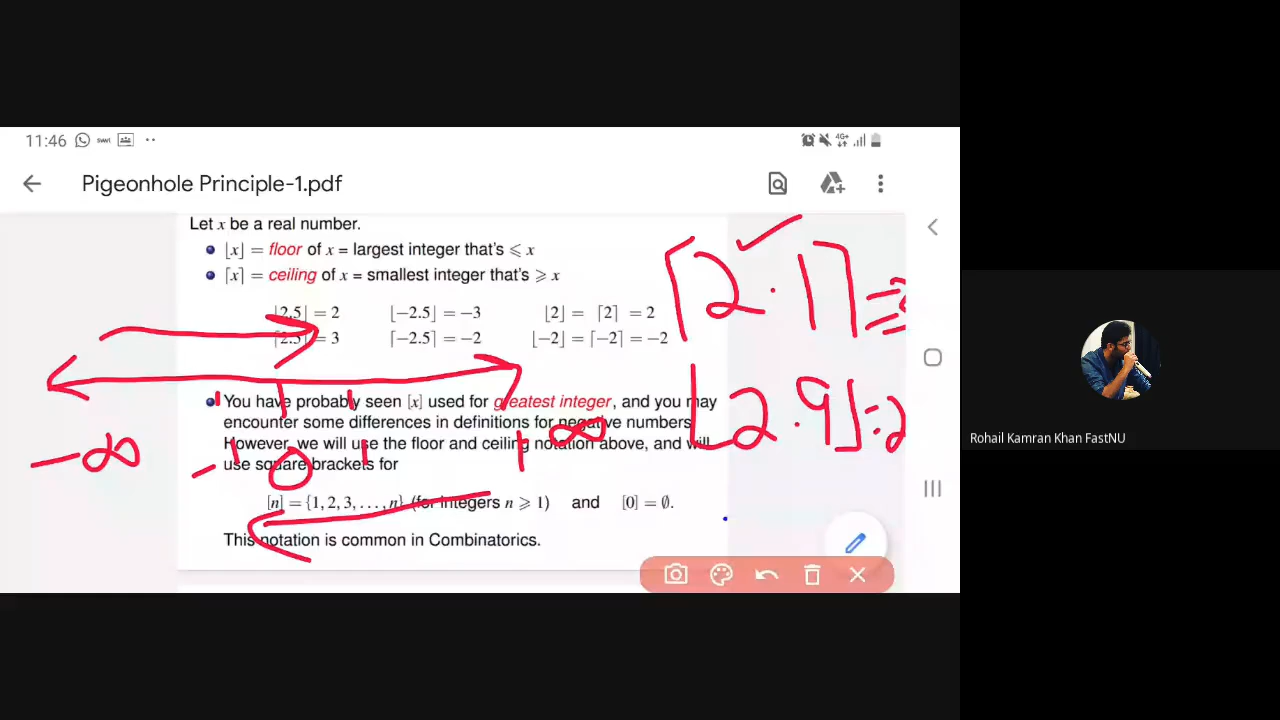 11:46 swvl 4G+
Pigeonhole Principle-1.pdf
Let x be a real number.
⌊x⌋ = floor of x = largest integer that's ⩽ x
⌈x⌉ = ceiling of x = smallest integer that's ⩾ x
⌊2.5⌋ = 2 ⌊−2.5⌋ = −3 ⌊2⌋ = ⌈2⌉ = 2
⌈2.5⌉ = 3 ⌈−2.5⌉ = −2 ⌊−2⌋ = ⌈−2⌉ = −2
⌈2.1⌉ =
⌊2.9⌋ = 2
You have probably seen [x] used for greatest integer, and you may
encounter some differences in definitions for negative numbers.
However, we will use the floor and ceiling notation above, and will
use square brackets for
−∞ −1 0 1 +∞
[n] = {1, 2, 3, . . . , n} (for integers n ⩾ 1) and [0] = ∅.
This notation is common in Combinatorics.
Rohail Kamran Khan FastNU